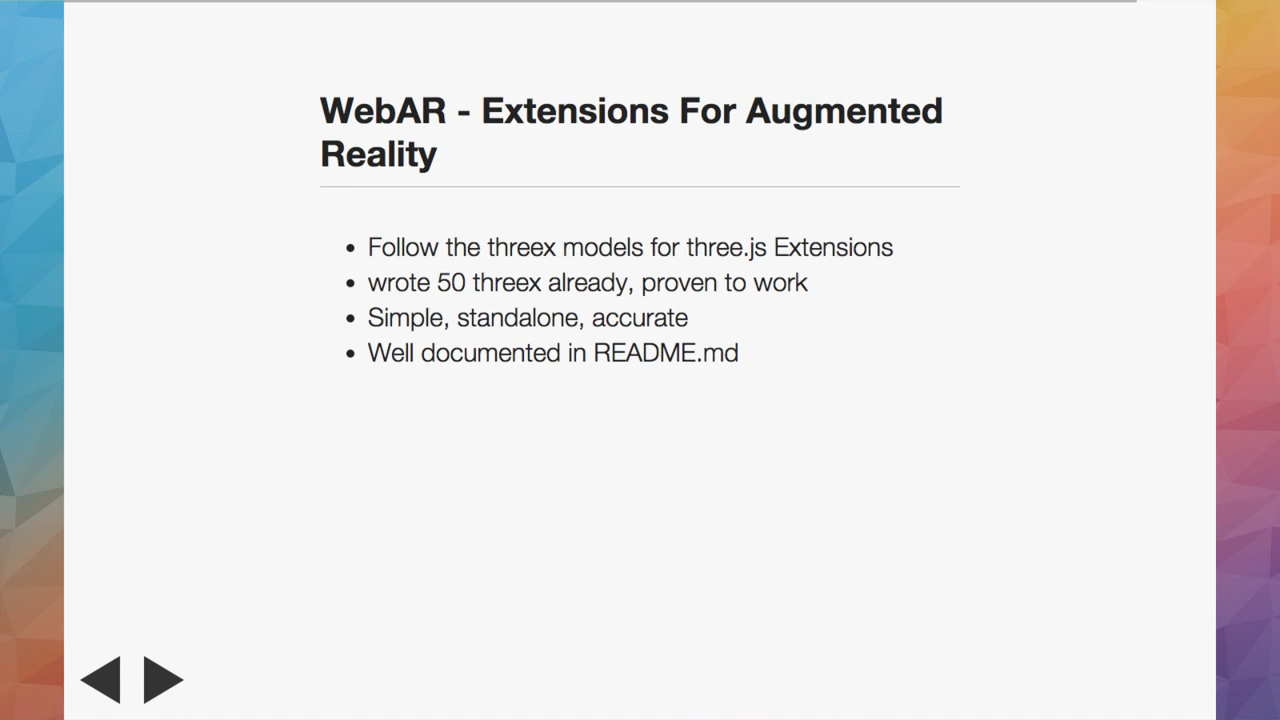 WebAR - Extensions For Augmented
Reality
• Follow the threex models for three.js Extensions
• wrote 50 threex already, proven to work
• Simple, standalone, accurate
• Well documented in README.md